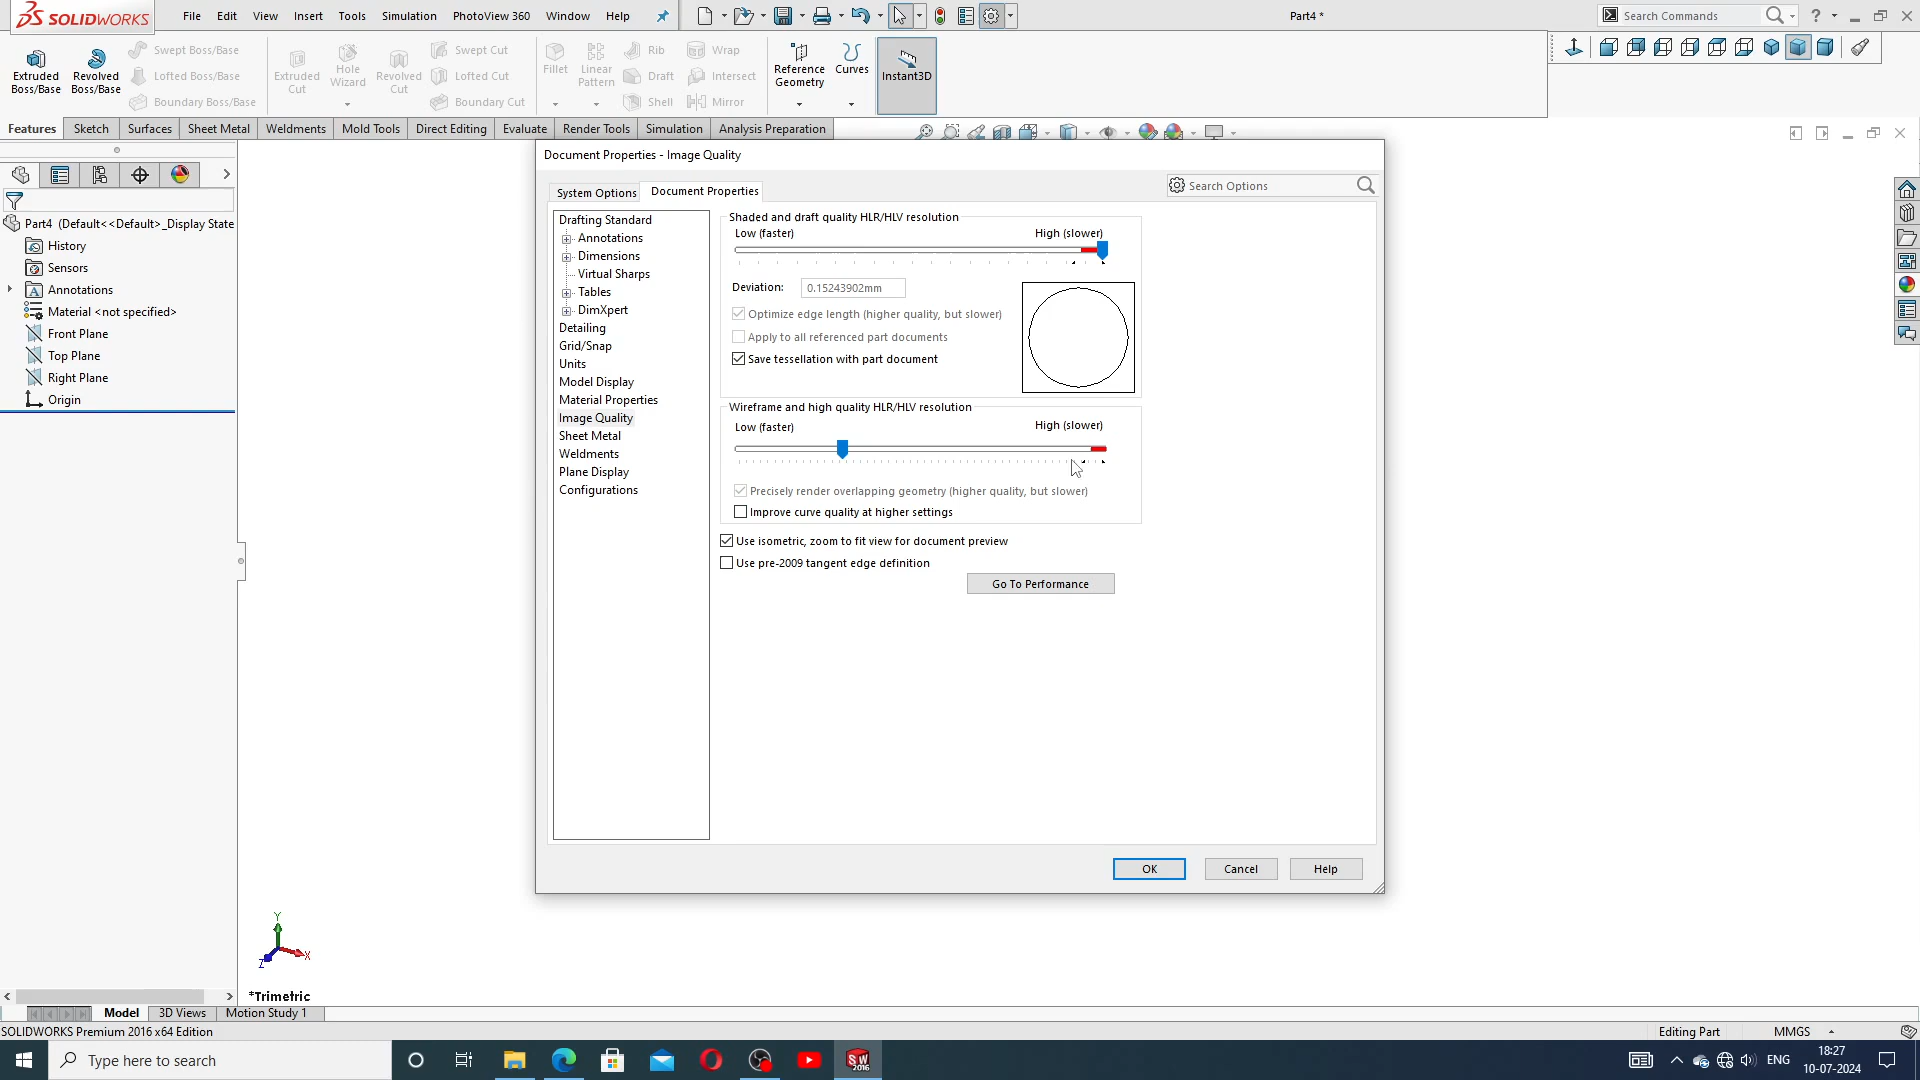 SOLIDWORKS File Edit View Insert Tools Simulation PhotoView 360 Window Help Part4 * Search Commands
Extruded Boss/Base
Revolved Boss/Base
Swept Boss/Base
Lofted Boss/Base
Boundary Boss/Base
Extruded Cut
Hole Wizard
Revolved Cut
Swept Cut
Lofted Cut
Boundary Cut
Fillet
Linear Pattern
Rib
Draft
Shell
Wrap
Intersect
Mirror
Reference Geometry
Curves
Instant3D
Features Sketch Surfaces Sheet Metal Weldments Mold Tools Direct Editing Evaluate Render Tools Simulation Analysis Preparation
Part4 (Default<<Default>_Display State
History
Sensors
Annotations
Material <not specified>
Front Plane
Top Plane
Right Plane
Origin
Document Properties - Image Quality
System Options Document Properties
Search Options
Drafting Standard
Annotations
Dimensions
Virtual Sharps
Tables
DimXpert
Detailing
Grid/Snap
Units
Model Display
Material Properties
Image Quality
Sheet Metal
Weldments
Plane Display
Configurations
Shaded and draft quality HLR/HLV resolution
Low (faster) High (slower)
Deviation: 0.15243902mm
Optimize edge length (higher quality, but slower)
Apply to all referenced part documents
Save tessellation with part document
Wireframe and high quality HLR/HLV resolution
Low (faster) High (slower)
Precisely render overlapping geometry (higher quality, but slower)
Improve curve quality at higher settings
Use isometric, zoom to fit view for document preview
Use pre-2009 tangent edge definition
Go To Performance
OK Cancel Help
Y
X
Z
*Trimetric
Model 3D Views Motion Study 1
SOLIDWORKS Premium 2016 x64 Edition Editing Part MMGS
Type here to search
SW
2016
ENG
18:27
10-07-2024